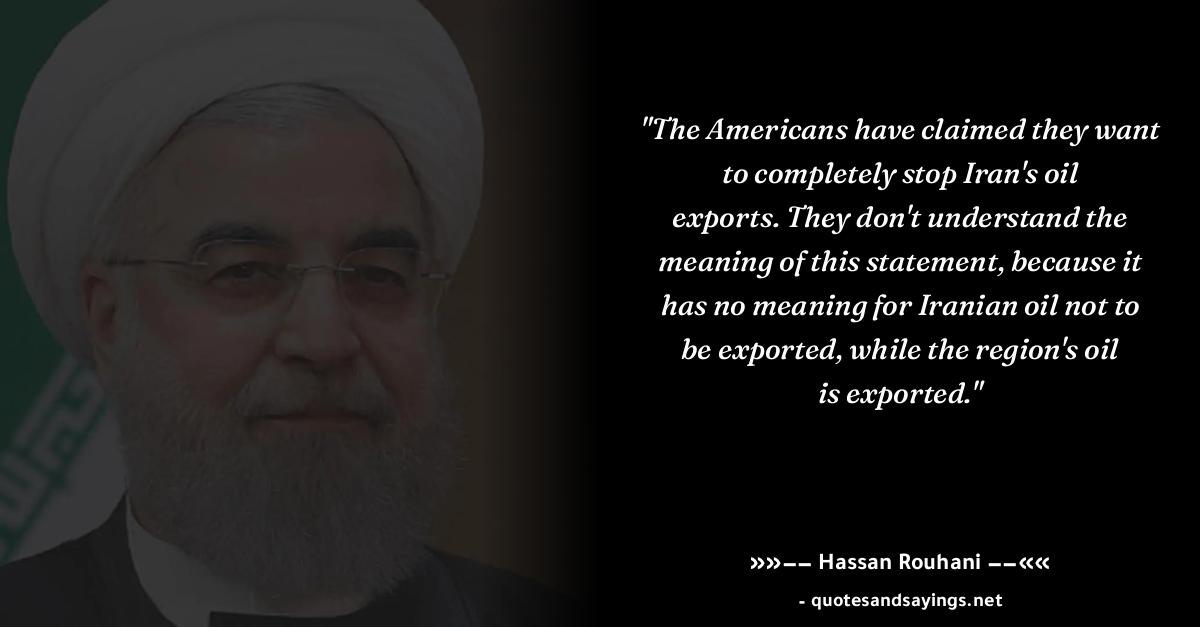 "The Americans have claimed they want
to completely stop Iran's oil
exports. They don't understand the
meaning of this statement, because it
has no meaning for Iranian oil not to
be exported, while the region's oil
is exported."
»»−− Hassan Rouhani −−««
- quotesandsayings.net